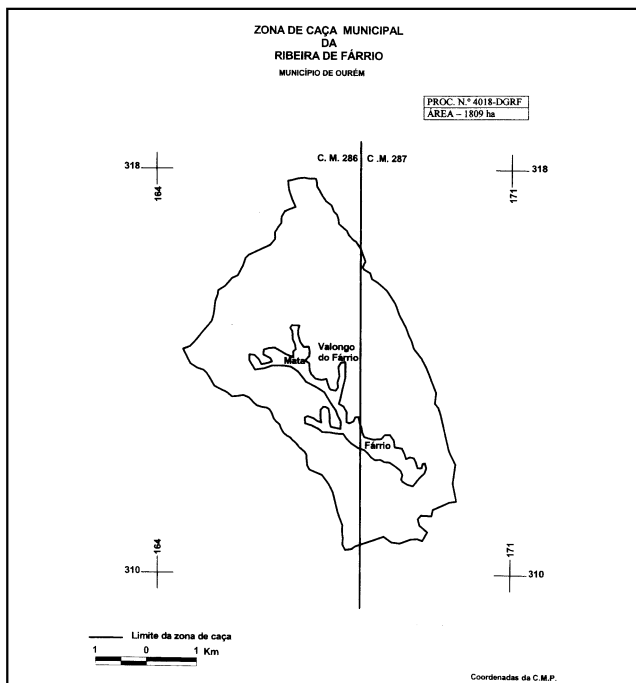 ZONA DE CAÇA MUNICIPAL
DA
RIBEIRA DE FÁRRIO
MUNICÍPIO DE OURÉM
PROC. N.º 4018-DGRF
ÁREA – 1809 ha
C. M. 286 C .M. 287
318
164
318
171
Valongo
do Fárrio
Mata
Fárrio
164
310
171
310
Limite da zona de caça
1 0 1 Km
Coordenadas da C.M.P.